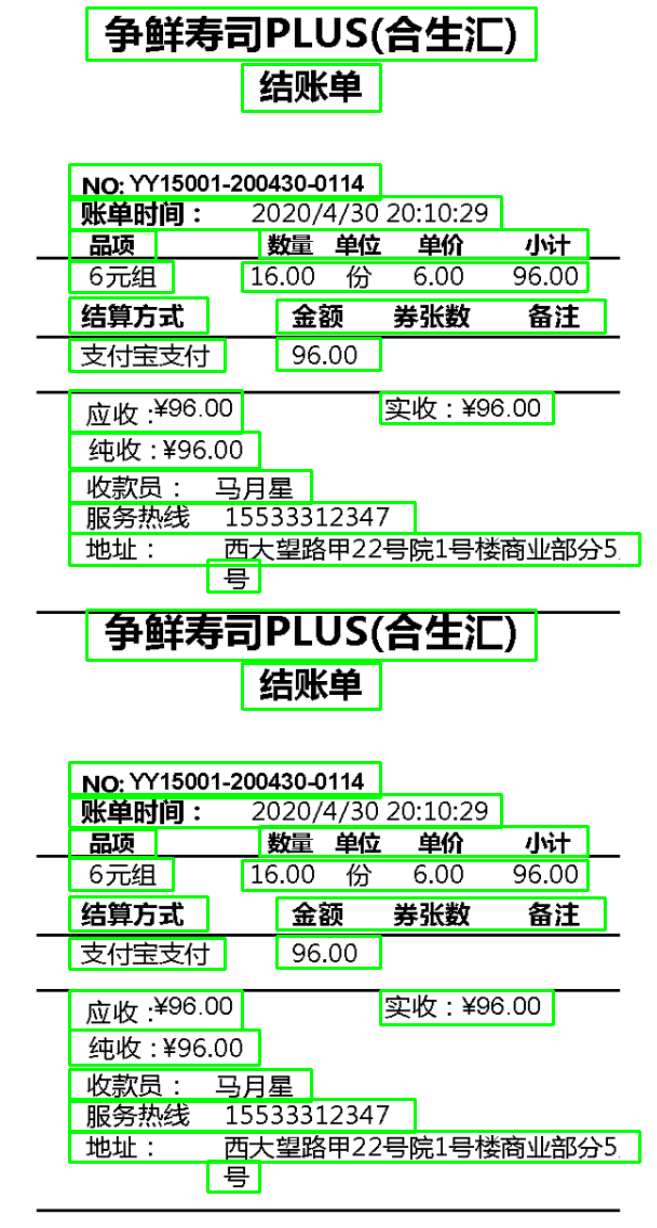 争鲜寿司PLUS(合生汇)
结账单
NO: YY15001-200430-0114
账单时间： 2020/4/30 20:10:29
品项 数量 单位 单价 小计
6元组 16.00 份 6.00 96.00
结算方式 金额 券张数 备注
支付宝支付 96.00
应收：¥96.00 实收：¥96.00
纯收：¥96.00
收款员： 马月星
服务热线 15533312347
地址： 西大望路甲22号院1号楼商业部分5
号
争鲜寿司PLUS(合生汇)
结账单
NO: YY15001-200430-0114
账单时间： 2020/4/30 20:10:29
品项 数量 单位 单价 小计
6元组 16.00 份 6.00 96.00
结算方式 金额 券张数 备注
支付宝支付 96.00
应收：¥96.00 实收：¥96.00
纯收：¥96.00
收款员： 马月星
服务热线 15533312347
地址： 西大望路甲22号院1号楼商业部分5
号